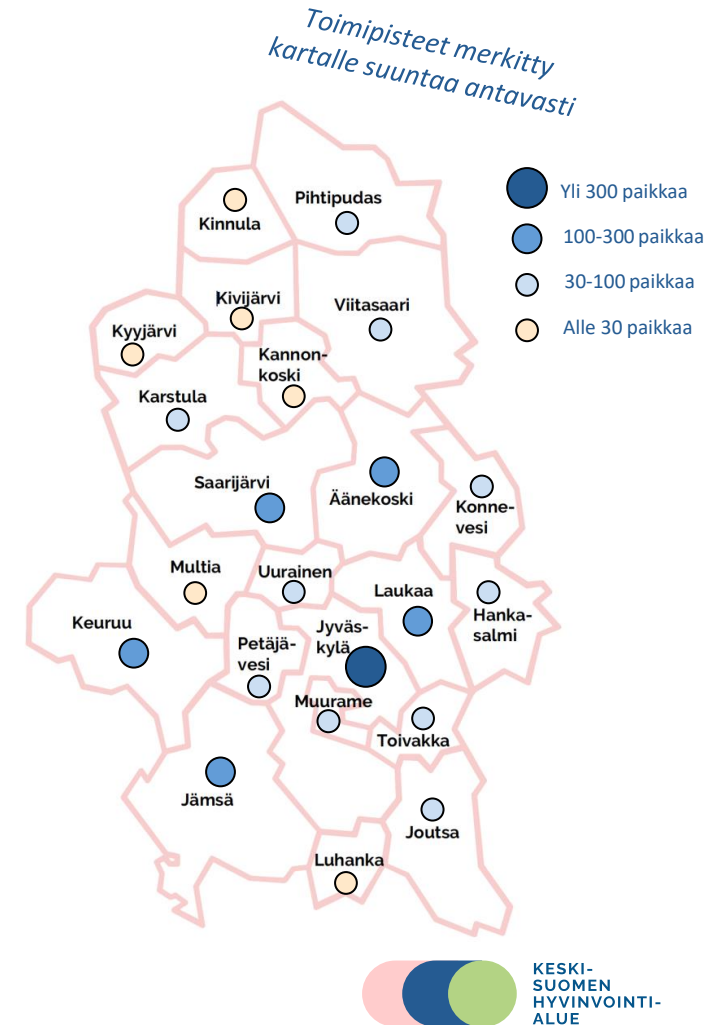 Toimipisteet merkitty
kartalle suuntaa antavasti
Yli 300 paikkaa
100-300 paikkaa
30-100 paikkaa
Alle 30 paikkaa
Pihtipudas
Kinnula
Kivijärvi
Viitasaari
Kyyjärvi
Kannon-
koski
Karstula
Saarijärvi
Äänekoski
Konne-
vesi
Multia
Uurainen
Laukaa
Hanka-
salmi
Keuruu
Jyväs-
kylä
Petäjä-
vesi
Muurame
Toivakka
Jämsä
Joutsa
Luhanka
KESKI-
SUOMEN
HYVINVOINTI-
ALUE